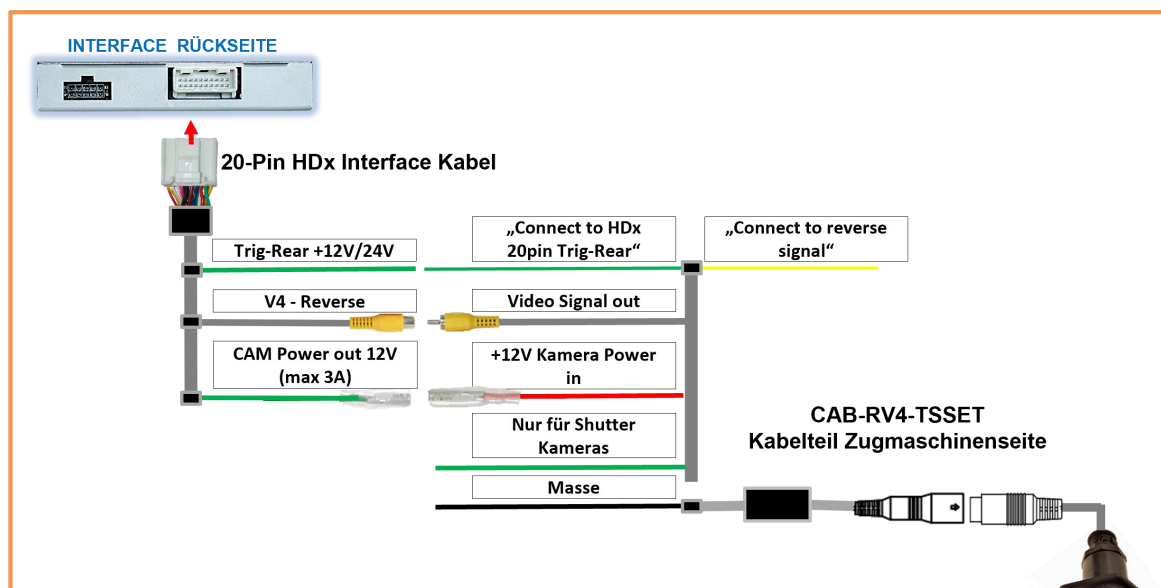 INTERFACE RÜCKSEITE
20-Pin HDx Interface Kabel
Trig-Rear +12V/24V
„Connect to HDx
20pin Trig-Rear“
„Connect to reverse
signal“
V4 - Reverse
Video Signal out
CAM Power out 12V
(max 3A)
+12V Kamera Power
in
Nur für Shutter
Kameras
Masse
CAB-RV4-TSSET
Kabelteil Zugmaschinenseite